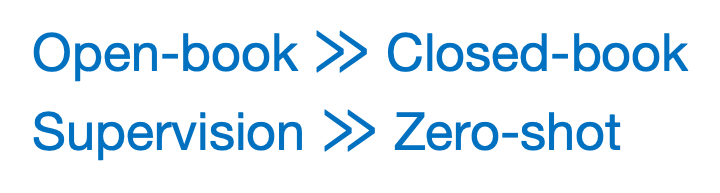 Open-book ≫ Closed-book
Supervision ≫ Zero-shot